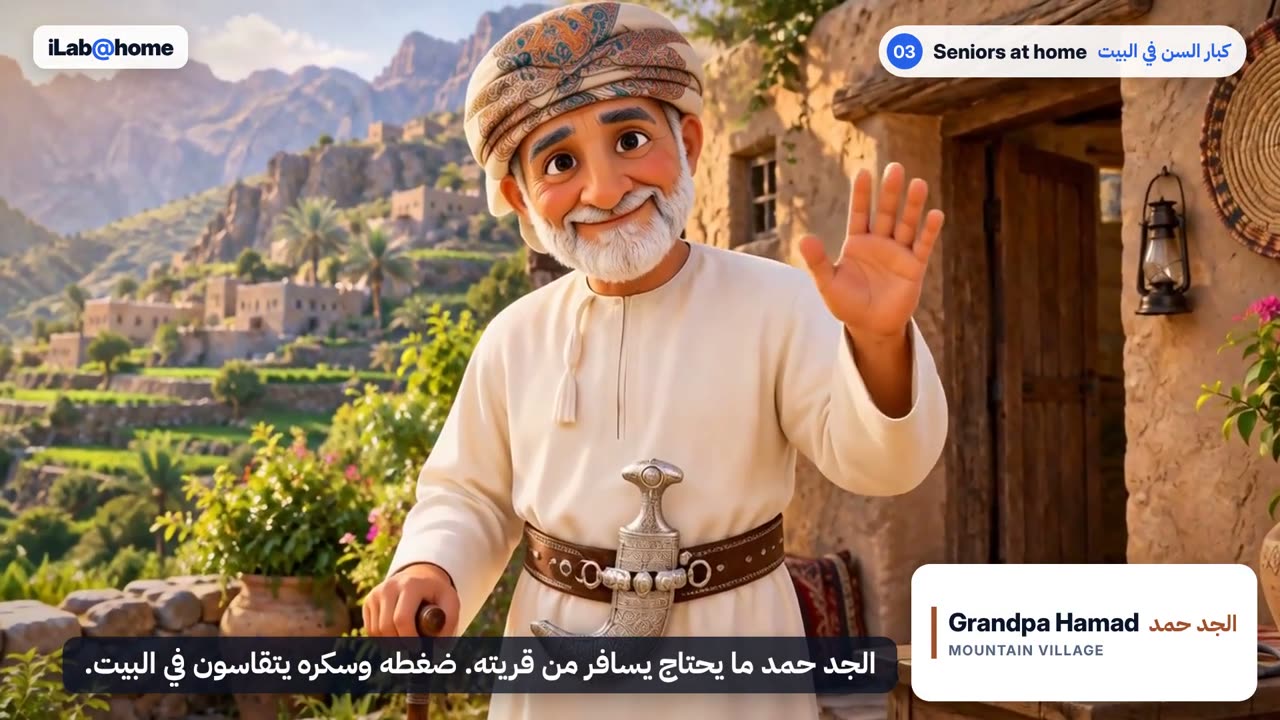 iLab@home
03 Seniors at home كبار السن في البيت
Grandpa Hamad الجد حمد
MOUNTAIN VILLAGE
الجد حمد ما يحتاج يسافر من قريته. ضغطه وسكره يتقاسون في البيت.